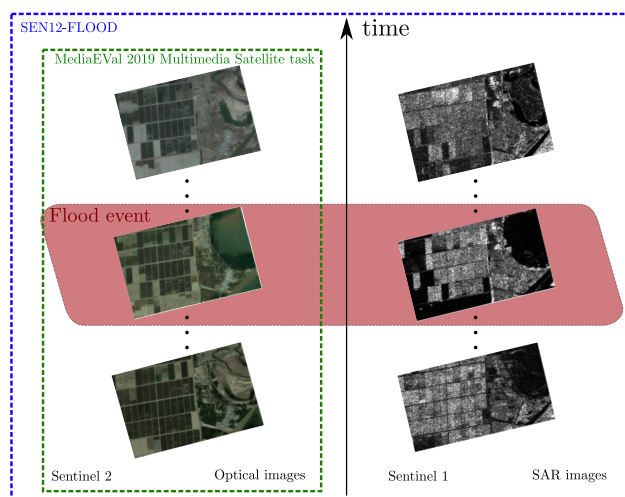 SEN12-FLOOD
time
MediaEVal 2019 Multimedia Satellite task
Flood event
Sentinel 2
Optical images
Sentinel 1
SAR images